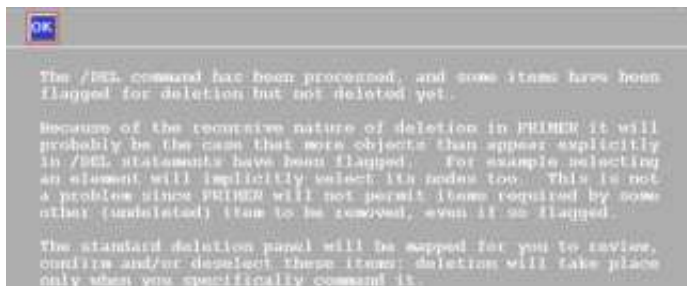 OK
The /DEL command has been processed, and some items have been
flagged for deletion but not deleted yet.
Because of the recursive nature of deletion in PRIMER it will
probably be the case that more objects than appear explicitly
in /DEL statements have been flagged. For example selecting
an element will implicitly select its nodes too. This is not
a problem since PRIMER will not permit items required by some
other (undeleted) item to be removed, even if so flagged.
The standard deletion panel will be mapped for you to review,
confirm and/or deselect these items: deletion will take place
only when you specifically command it.